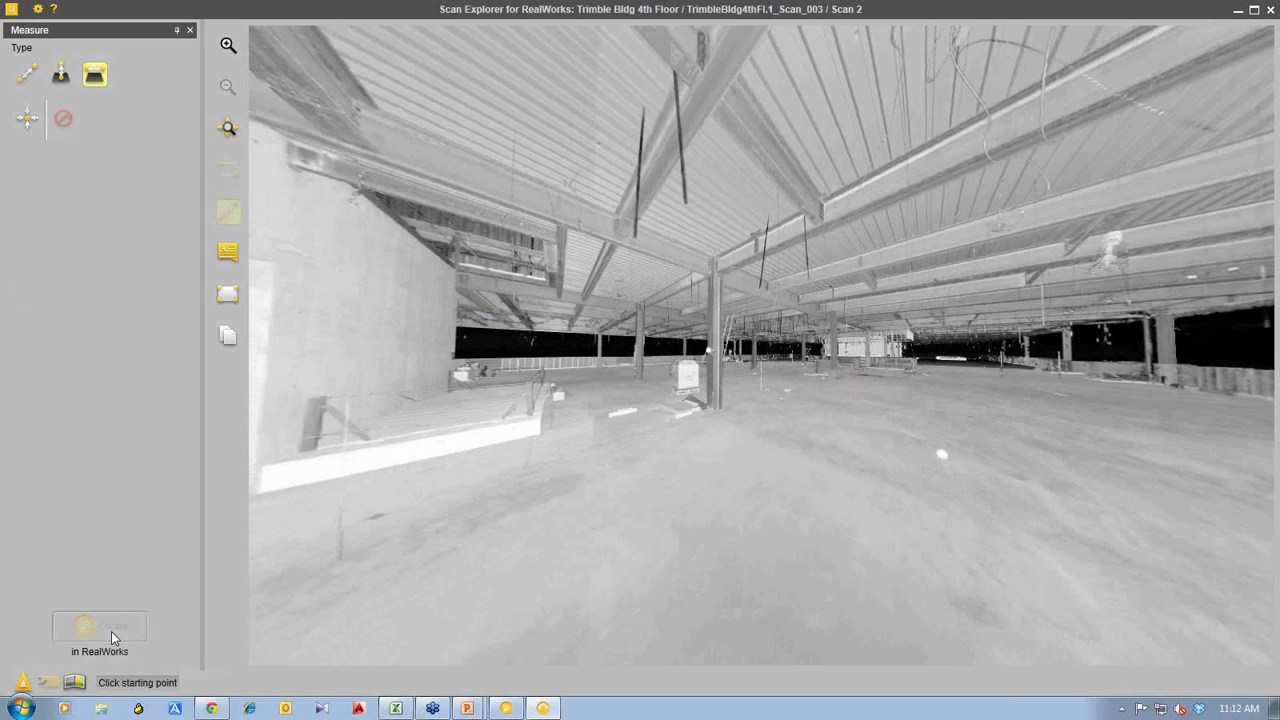 Scan Explorer for RealWorks: Trimble Bldg 4th Floor / TrimbleBldg4thFl.1_Scan_003 / Scan 2
Measure
Type
Create
in RealWorks
Click starting point
11:12 AM